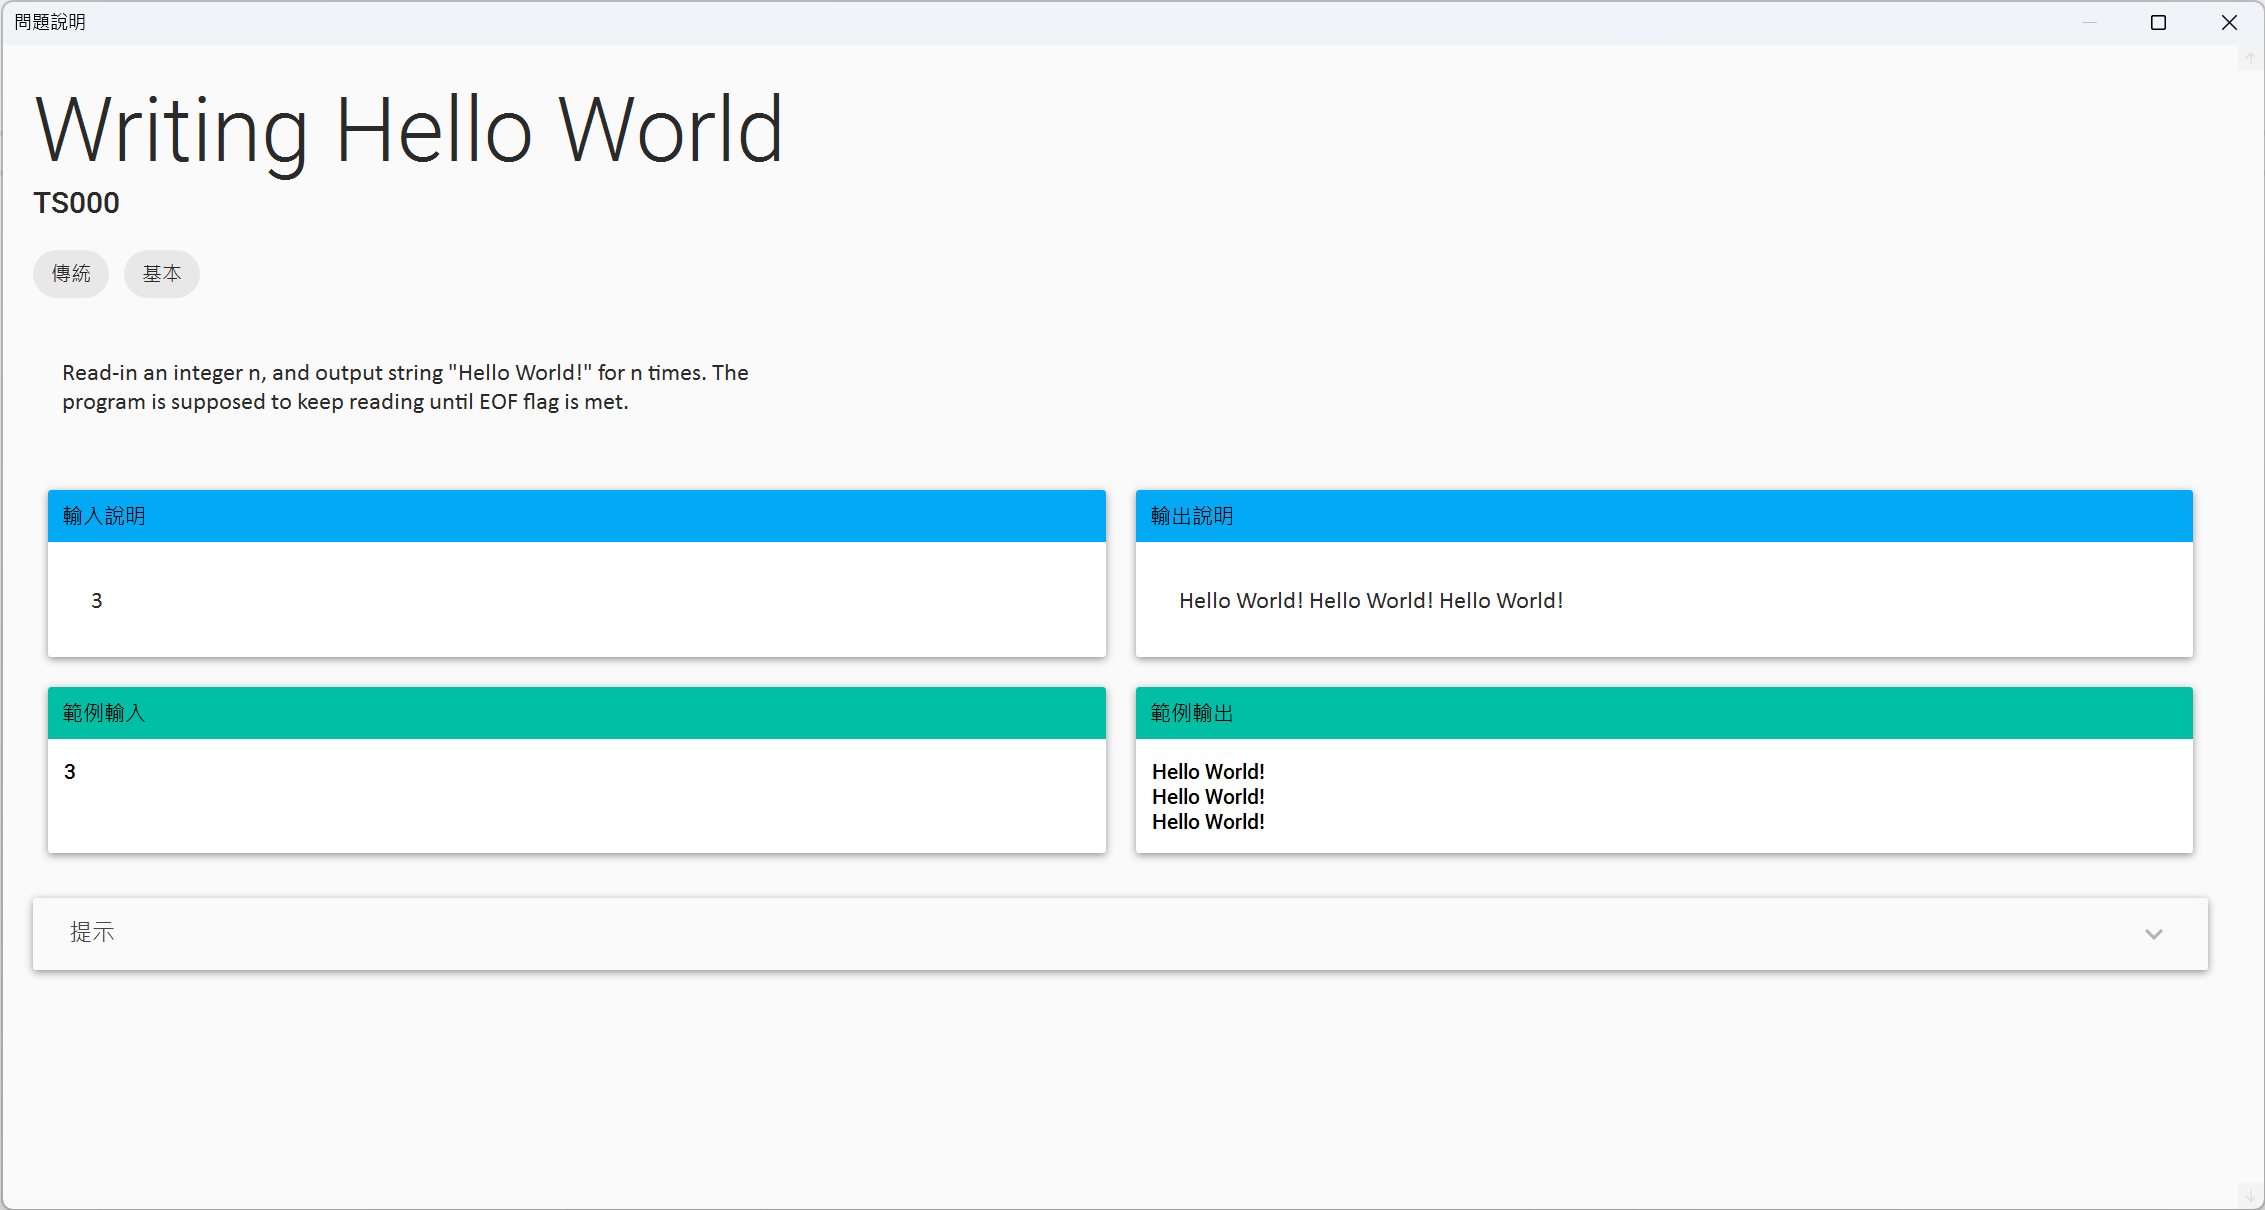 問題說明
Writing Hello World
TS000
傳統 基本
Read-in an integer n, and output string "Hello World!" for n times. The
program is supposed to keep reading until EOF flag is met.
輸入說明
3
輸出說明
Hello World! Hello World! Hello World!
範例輸入
3
範例輸出
Hello World!
Hello World!
Hello World!
提示